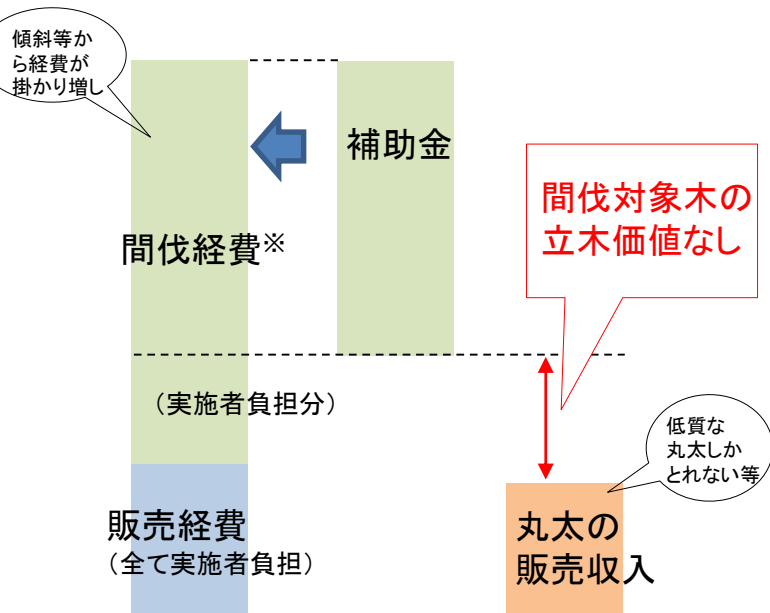 傾斜等か
ら経費が
掛かり増し
補助金
間伐対象木の
立木価値なし
間伐経費※
（実施者負担分）
低質な
丸太しか
とれない等
販売経費
（全て実施者負担）
丸太の
販売収入